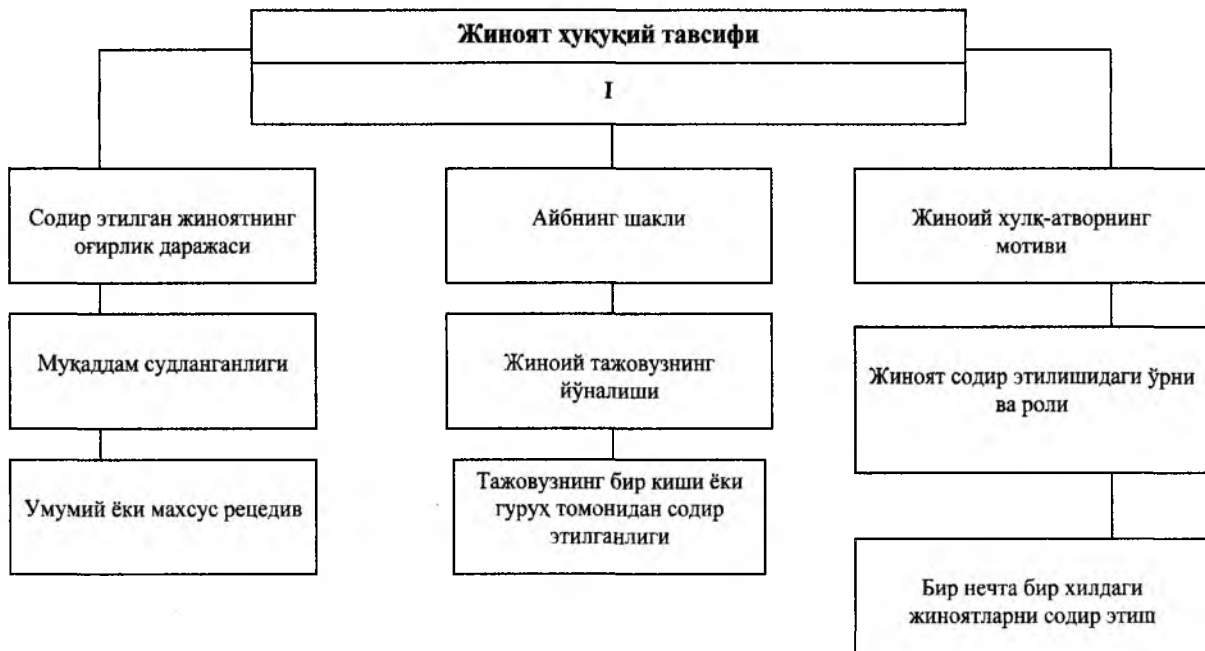 Жиноят ҳуқуқий тавсифи
I
Содир этилган жиноятнинг
оғирлик даражаси
Айбнинг шакли
Жиноий хулқ-атворнинг
мотиви
Муқаддам судланганлиги
Жиноий тажовузнинг
йўналиши
Жиноят содир этилишидаги ўрни
ва роли
Умумий ёки махсус рецедив
Тажовузнинг бир киши ёки
гуруҳ томонидан содир
этилганлиги
Бир нечта бир хилдаги
жиноятларни содир этиш